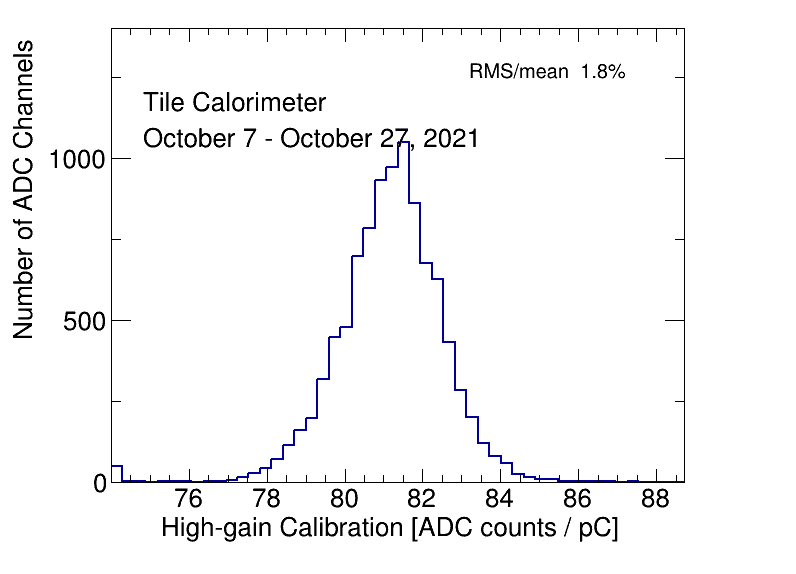 RMS/mean 1.8%
Tile Calorimeter
October 7 - October 27, 2021
Number of ADC Channels
1000
500
0
76 78 80 82 84 86 88
High-gain Calibration [ADC counts / pC]